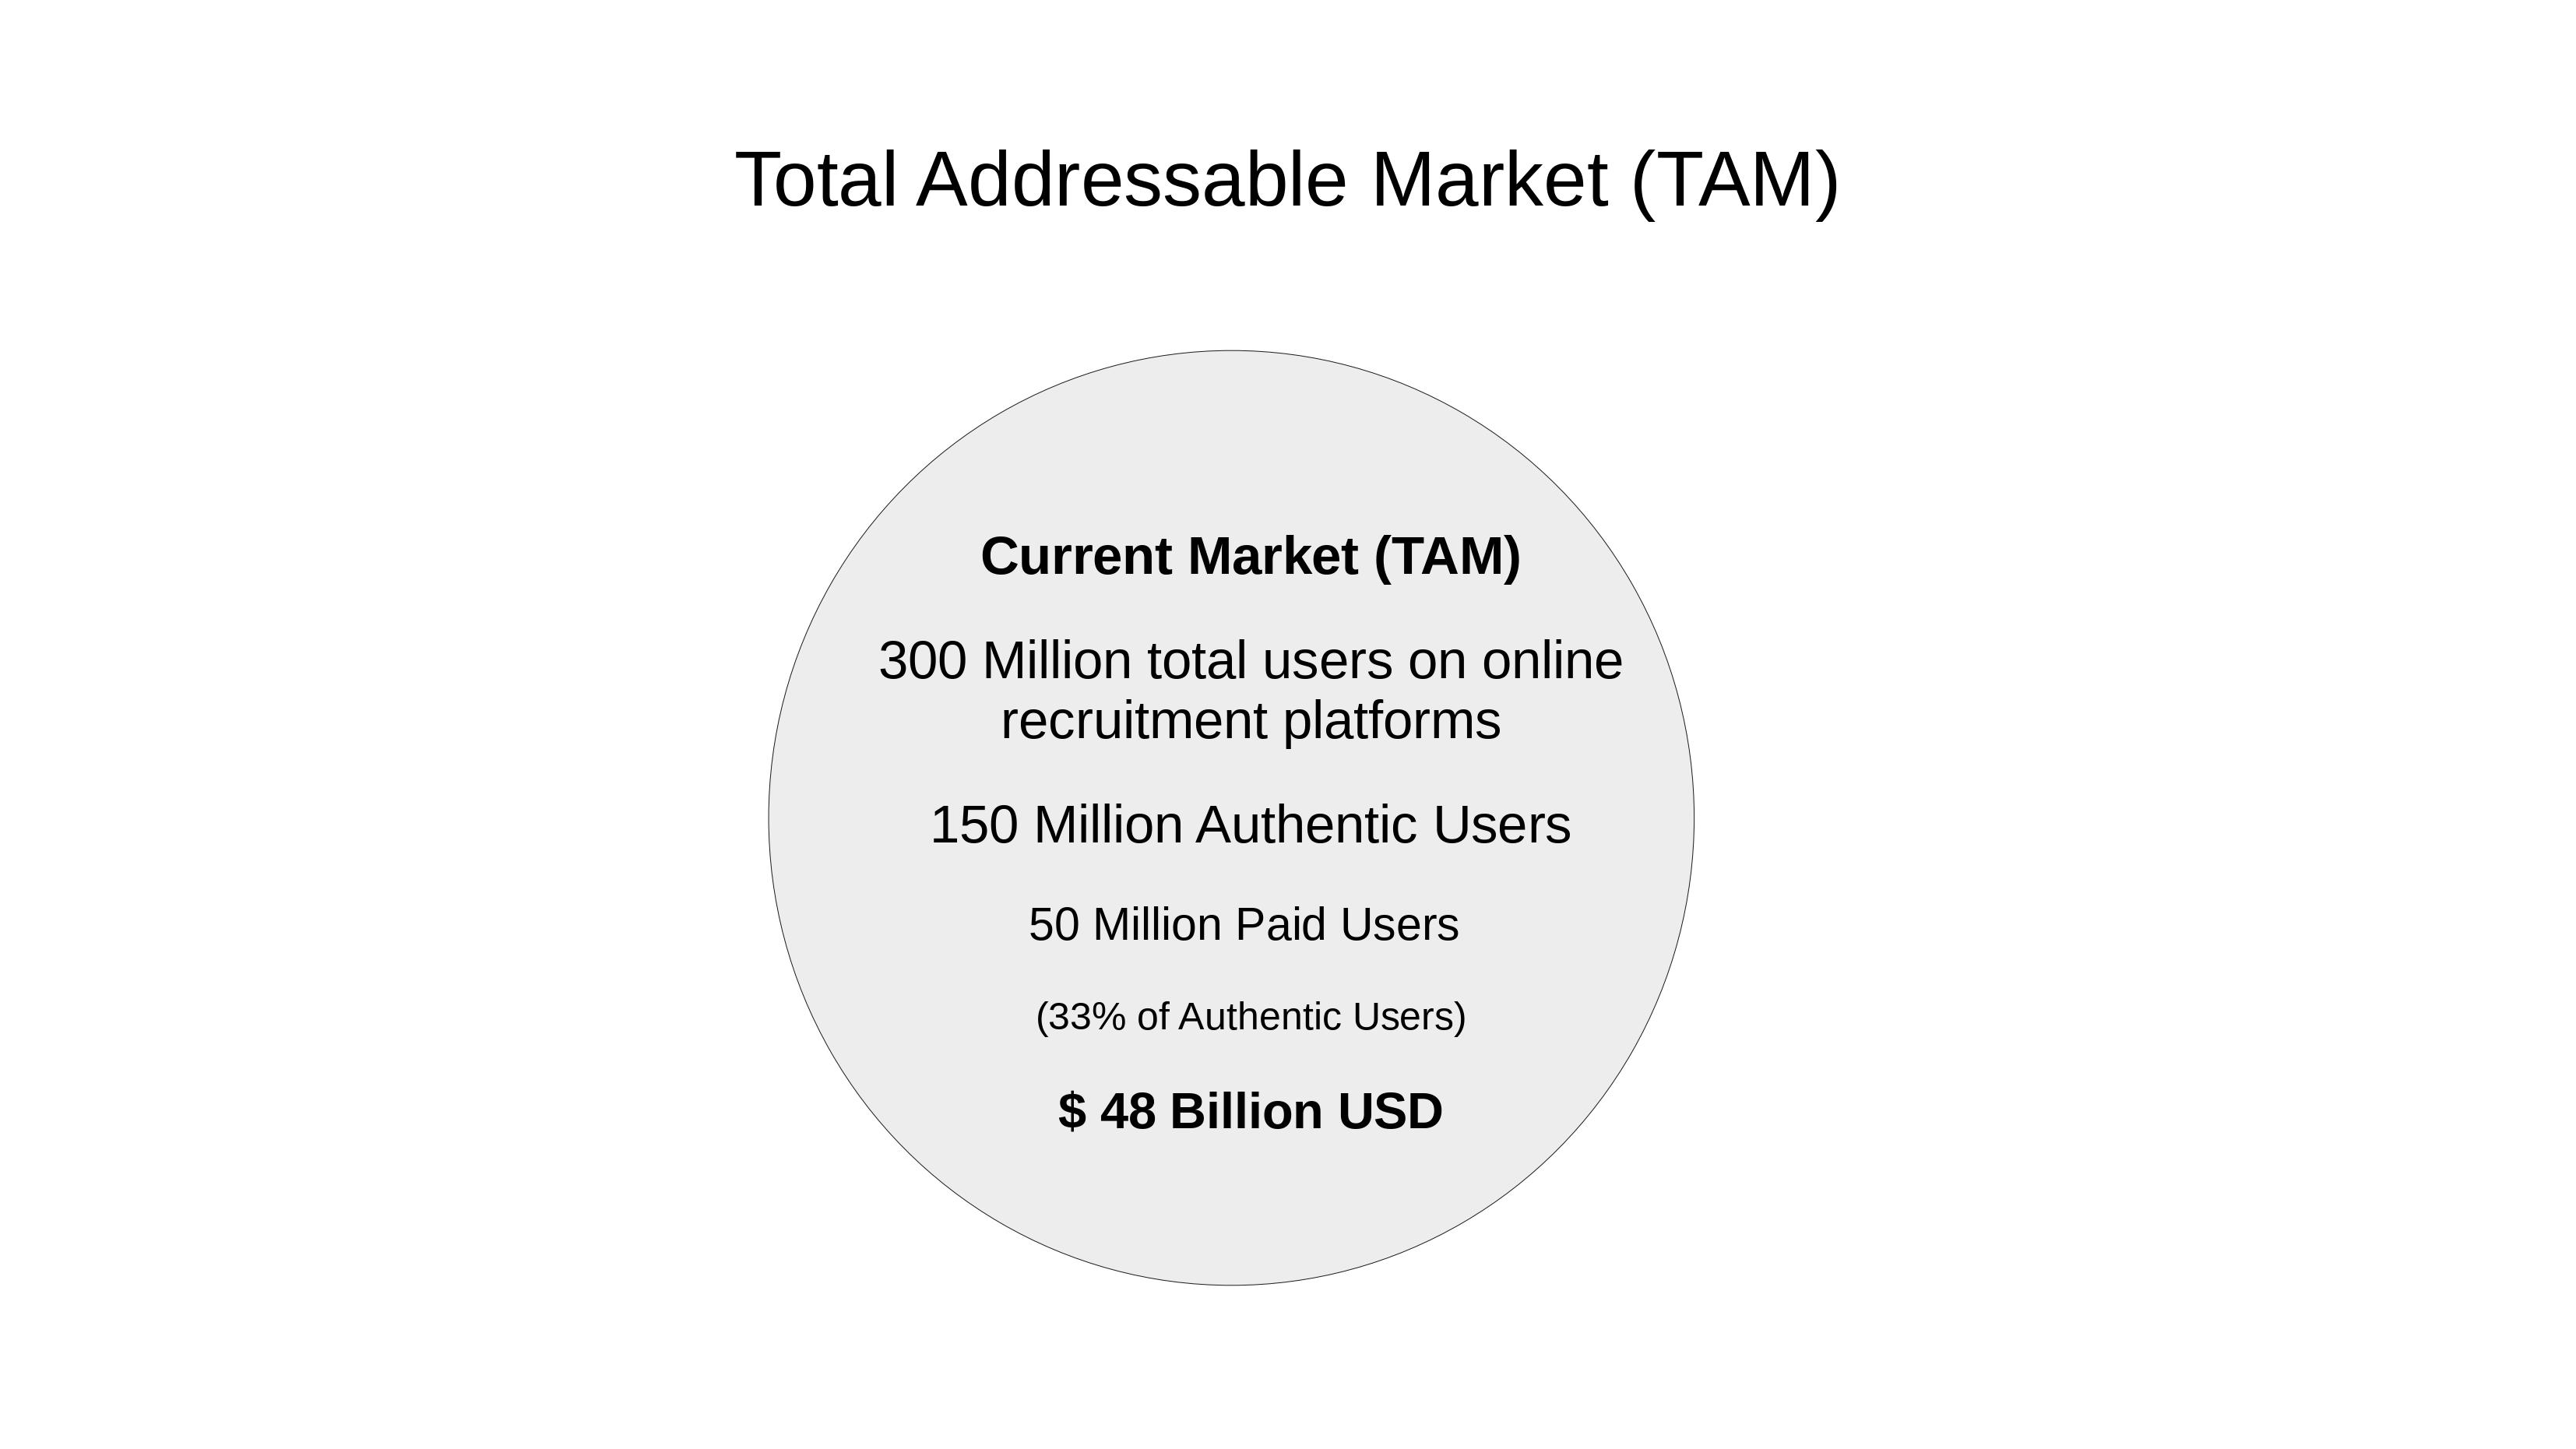 Total Addressable Market (TAM)
Current Market (TAM)
300 Million total users on online
recruitment platforms
150 Million Authentic Users
50 Million Paid Users
(33% of Authentic Users)
$ 48 Billion USD